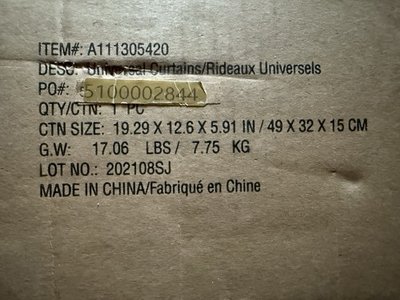 ITEM#: A111305420
DESC: Universal Curtains/Rideaux Universels
PO#: 5100002844
QTY/CTN: 1 PC
CTN SIZE: 19.29 X 12.6 X 5.91 IN / 49 X 32 X 15 CM
G.W: 17.06 LBS / 7.75 KG
LOT NO.: 202108SJ
MADE IN CHINA/Fabriqué en Chine